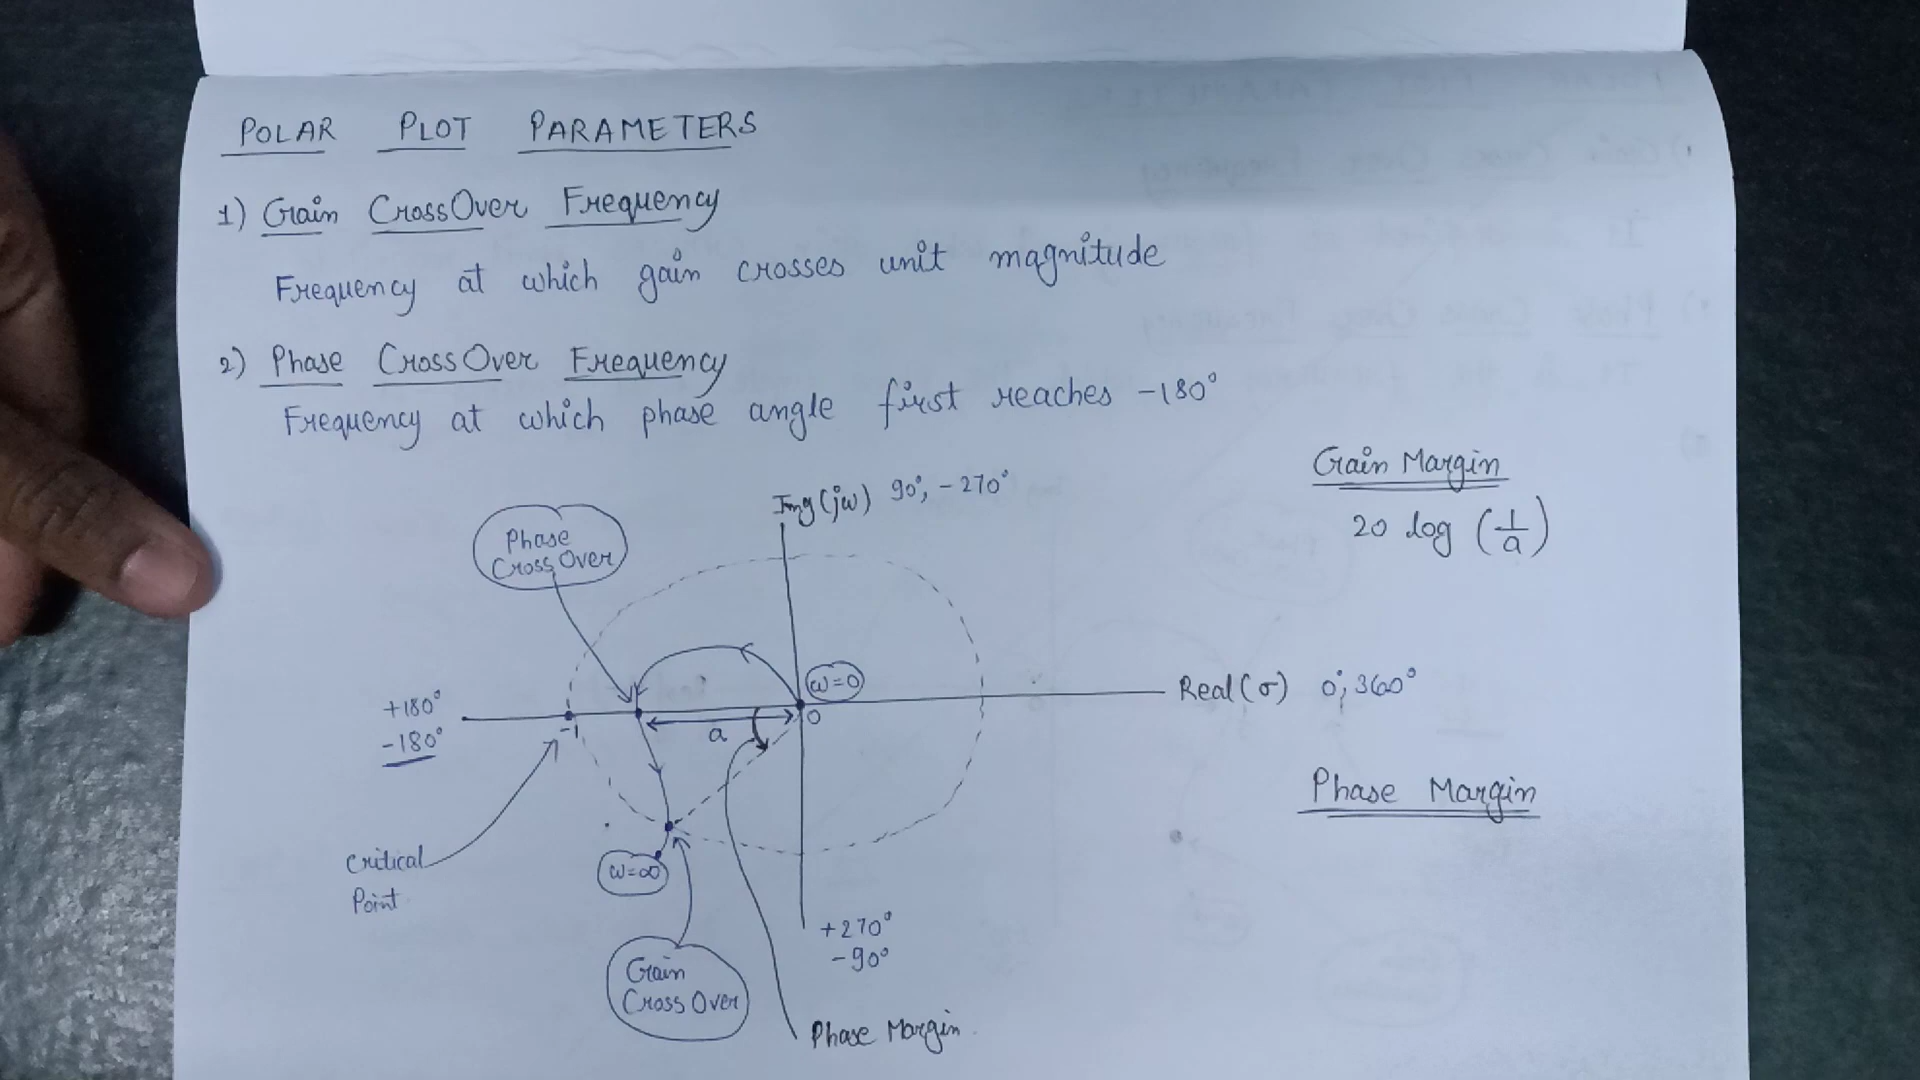 POLAR PLOT PARAMETERS
1) Gain CrossOver Frequency
Frequency at which gain crosses unit magnitude
2) Phase CrossOver Frequency
Frequency at which phase angle first reaches -180°
Gain Margin
20 log (1/a)
Img(jω) 90°, -270°
Phase
Cross Over
ω=0
Real(σ) 0°, 360°
+180°
-180°
-1
a
0
Phase Margin
Critical
Point
ω=∞
+270°
-90°
Gain
Cross Over
Phase Margin